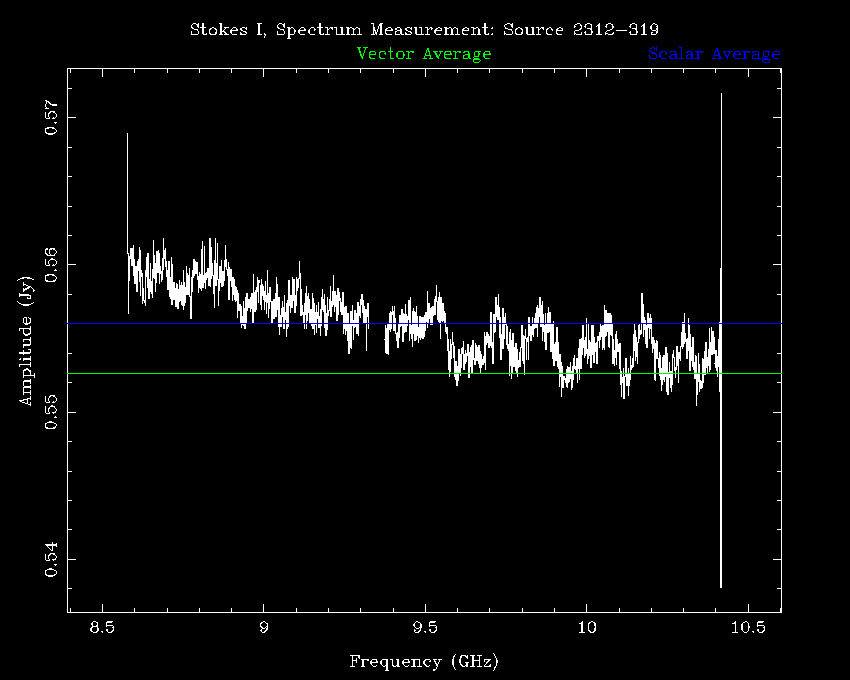 Stokes I, Spectrum Measurement: Source 2312−319
Vector Average Scalar Average
0.57
0.56
0.55
0.54
Amplitude (Jy)
8.5 9 9.5 10 10.5
Frequency (GHz)